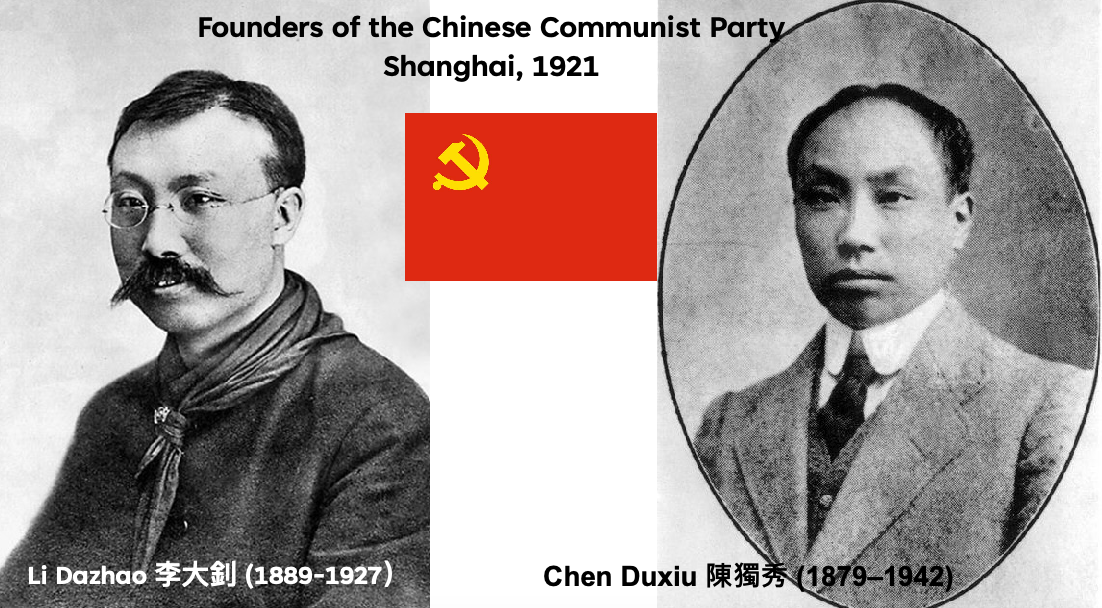 Founders of the Chinese Communist Party
Shanghai, 1921
Li Dazhao 李大釗 (1889-1927）
Chen Duxiu 陳獨秀 (1879–1942)